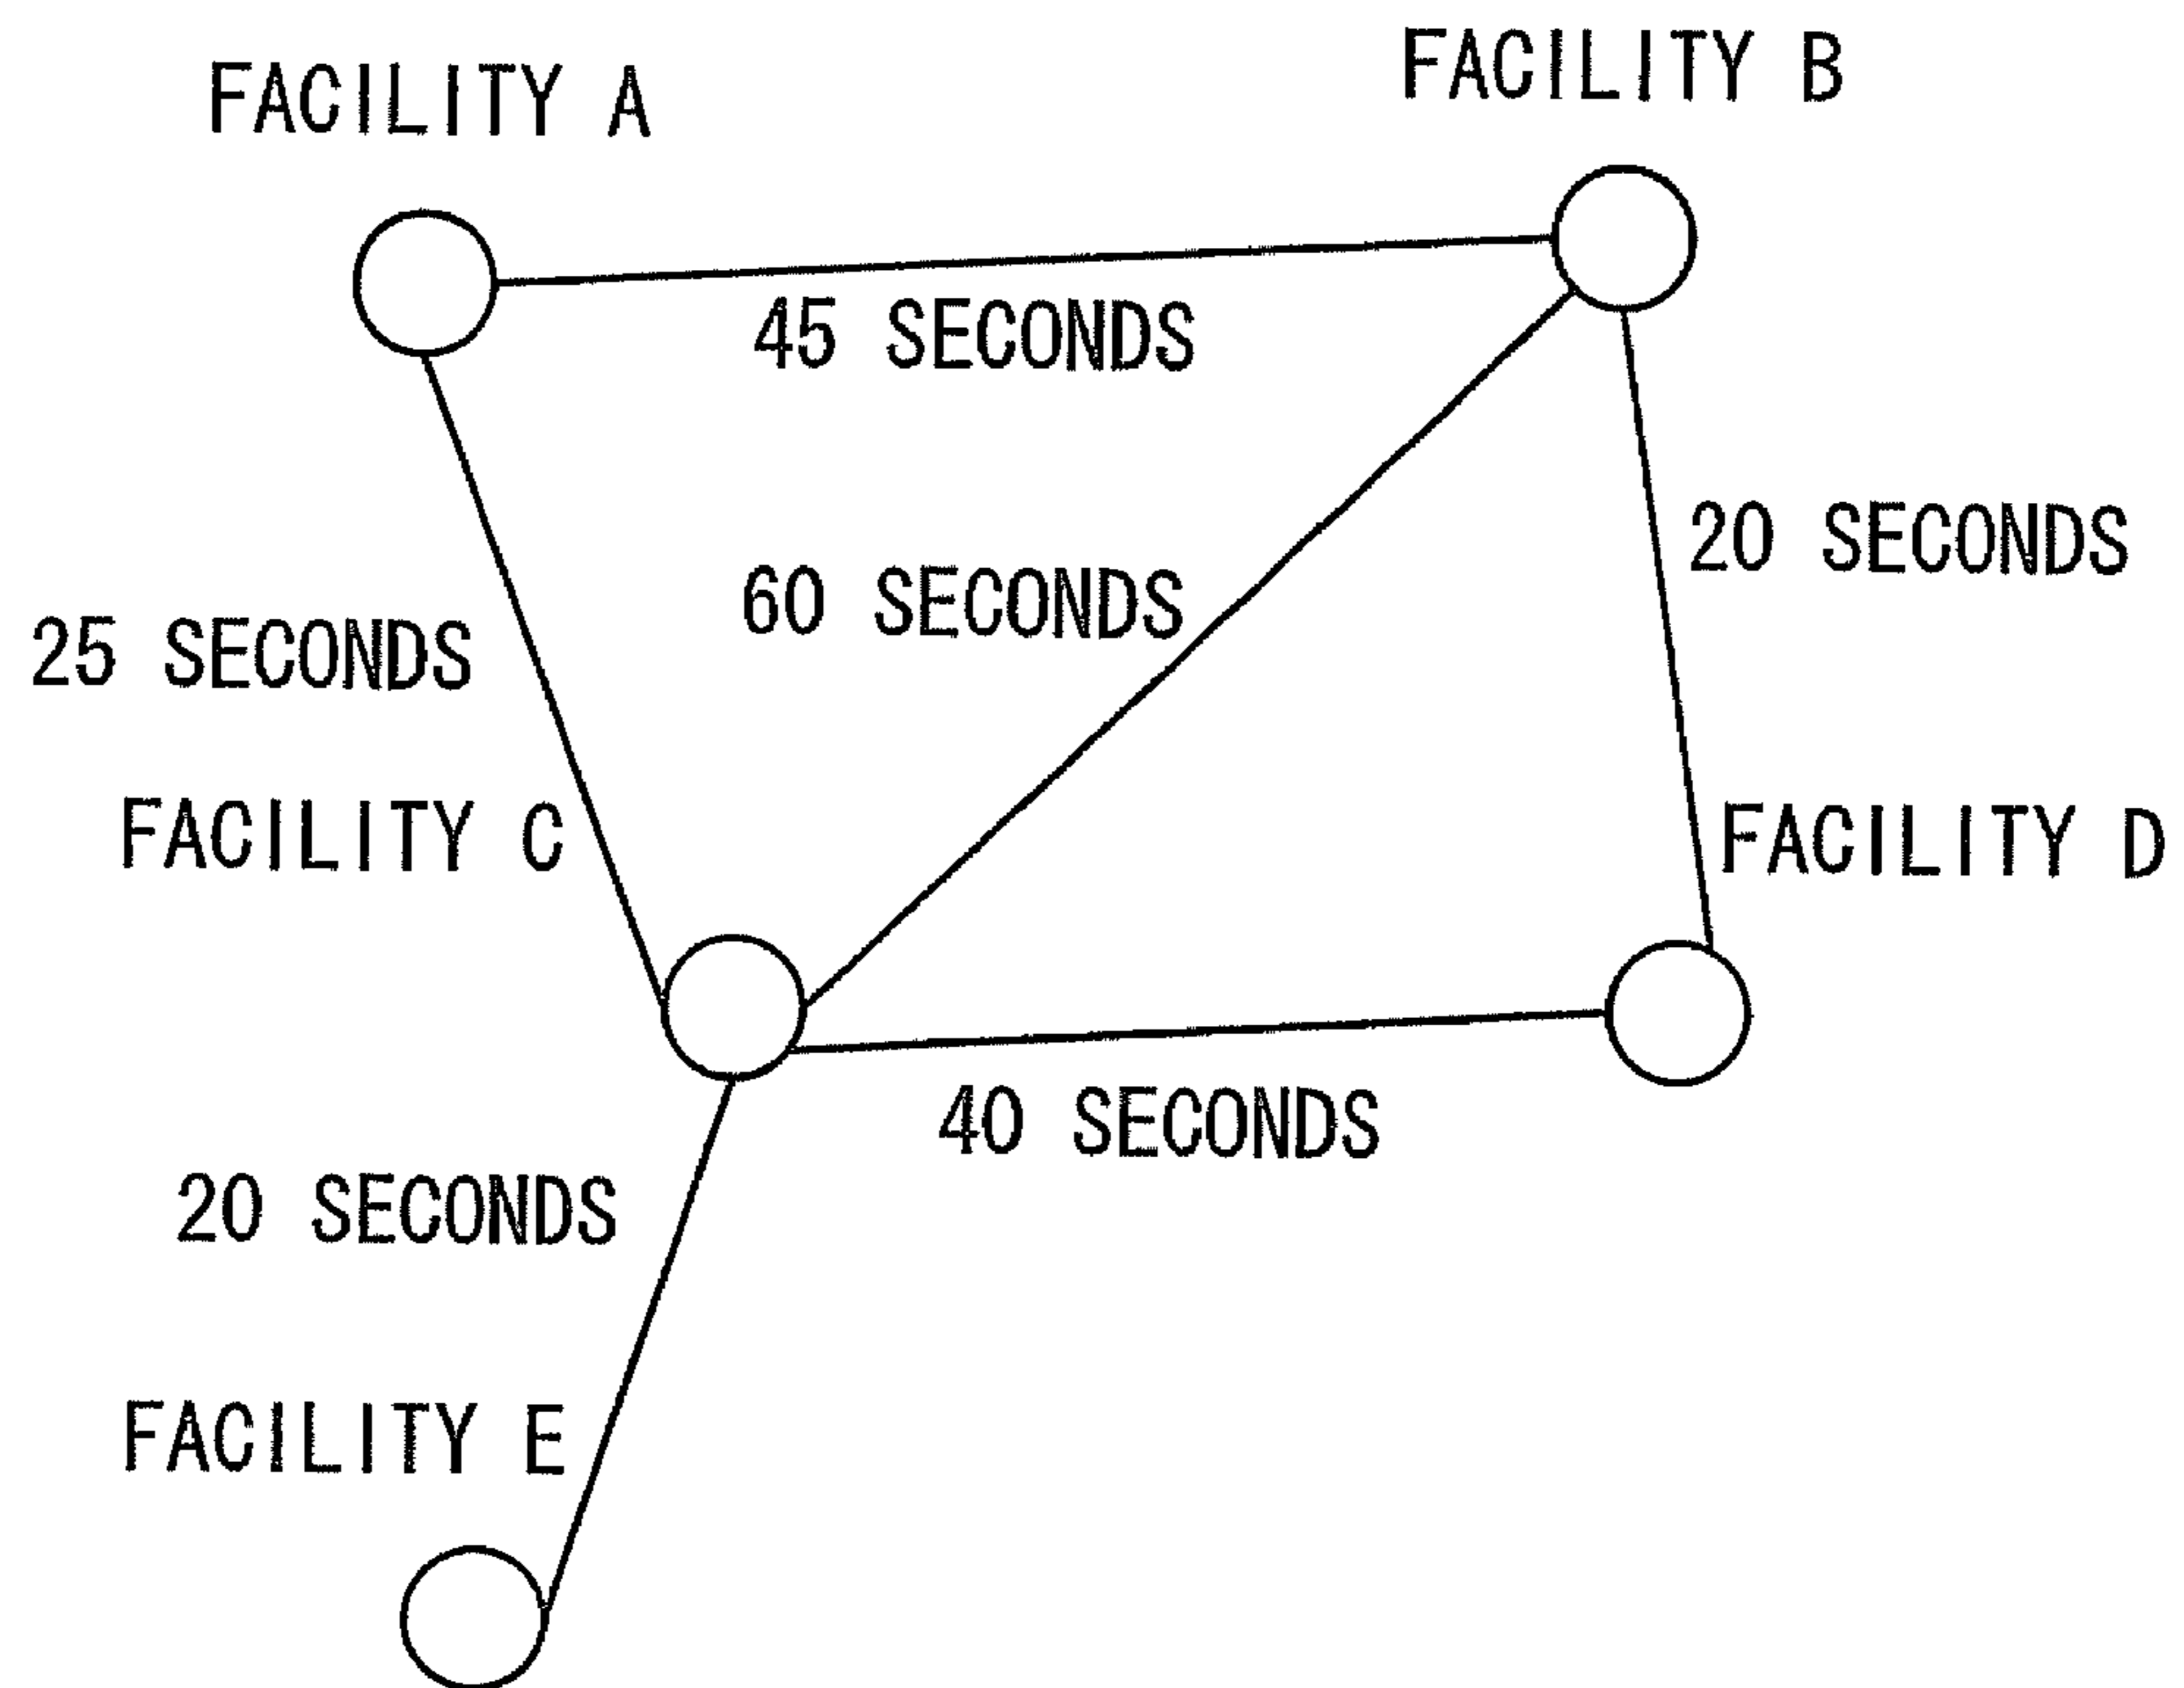 FACILITY A
FACILITY B
45 SECONDS
20 SECONDS
60 SECONDS
25 SECONDS
FACILITY C
FACILITY D
40 SECONDS
20 SECONDS
FACILITY E